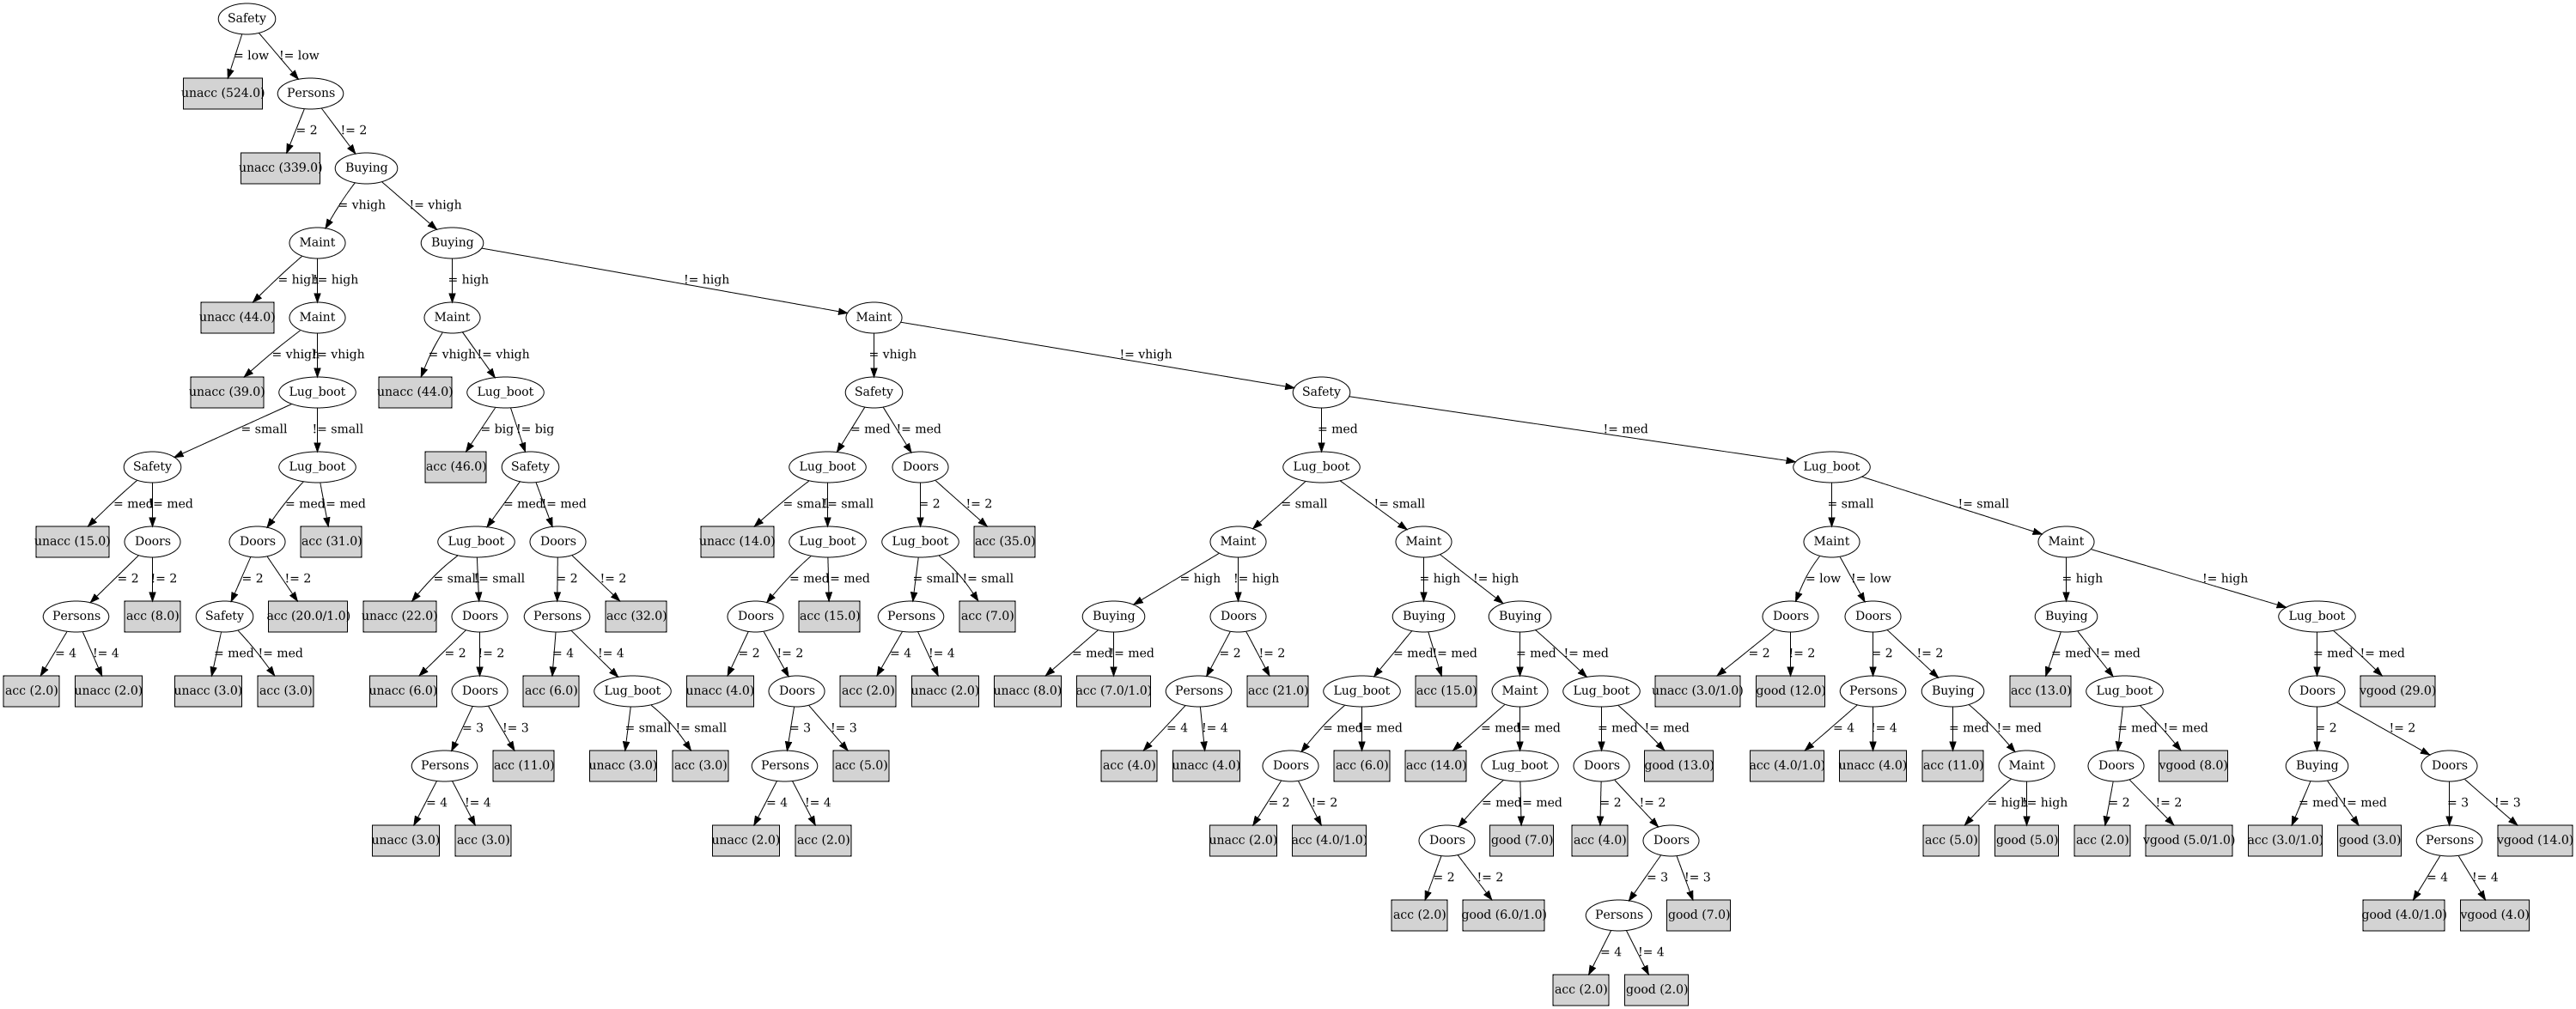 Safety
= low != low
unacc (524.0) Persons
= 2 != 2
unacc (339.0) Buying
= vhigh != vhigh
Maint Buying
= high != high = high != high
unacc (44.0) Maint Maint Maint
= vhigh != vhigh = vhigh != vhigh = vhigh != vhigh
unacc (39.0) Lug_boot unacc (44.0) Lug_boot Safety Safety
= small != small = big != big = med != med = med != med
Safety Lug_boot acc (46.0) Safety Lug_boot Doors Lug_boot Lug_boot
= med != med = med != med = med != med = small != small = 2 != 2 = small != small = small != small
unacc (15.0) Doors Doors acc (31.0) Lug_boot Doors unacc (14.0) Lug_boot Lug_boot acc (35.0) Maint Maint Maint Maint
= 2 != 2 = 2 != 2 = small != small = 2 != 2 = med != med = small != small = high != high = high != high = low != low = high != high
Persons acc (8.0) Safety acc (20.0/1.0) unacc (22.0) Doors Persons acc (32.0) Doors acc (15.0) Persons acc (7.0) Buying Doors Buying Buying Doors Doors Buying Lug_boot
= 4 != 4 = med != med = 2 != 2 = 4 != 4 = 2 != 2 = 4 != 4 = med != med = 2 != 2 = med != med = med != med = 2 != 2 = 2 != 2 = med != med = med != med
acc (2.0) unacc (2.0) unacc (3.0) acc (3.0) unacc (6.0) Doors acc (6.0) Lug_boot unacc (4.0) Doors acc (2.0) unacc (2.0) unacc (8.0) acc (7.0/1.0) Persons acc (21.0) Lug_boot acc (15.0) Maint Lug_boot unacc (3.0/1.0) good (12.0) Persons Buying acc (13.0) Lug_boot Doors vgood (29.0)
= 3 != 3 = small != small = 3 != 3 = 4 != 4 = med != med = med != med = med != med = 4 != 4 = med != med = med != med = 2 != 2
Persons acc (11.0) unacc (3.0) acc (3.0) Persons acc (5.0) acc (4.0) unacc (4.0) Doors acc (6.0) acc (14.0) Lug_boot Doors good (13.0) acc (4.0/1.0) unacc (4.0) acc (11.0) Maint Doors vgood (8.0) Buying Doors
= 4 != 4 = 4 != 4 = 2 != 2 = med != med = 2 != 2 = high != high = 2 != 2 = med != med = 3 != 3
unacc (3.0) acc (3.0) unacc (2.0) acc (2.0) unacc (2.0) acc (4.0/1.0) Doors good (7.0) acc (4.0) Doors acc (5.0) good (5.0) acc (2.0) vgood (5.0/1.0) acc (3.0/1.0) good (3.0) Persons vgood (14.0)
= 2 != 2 = 3 != 3 = 4 != 4
acc (2.0) good (6.0/1.0) Persons good (7.0) good (4.0/1.0) vgood (4.0)
= 4 != 4
acc (2.0) good (2.0)